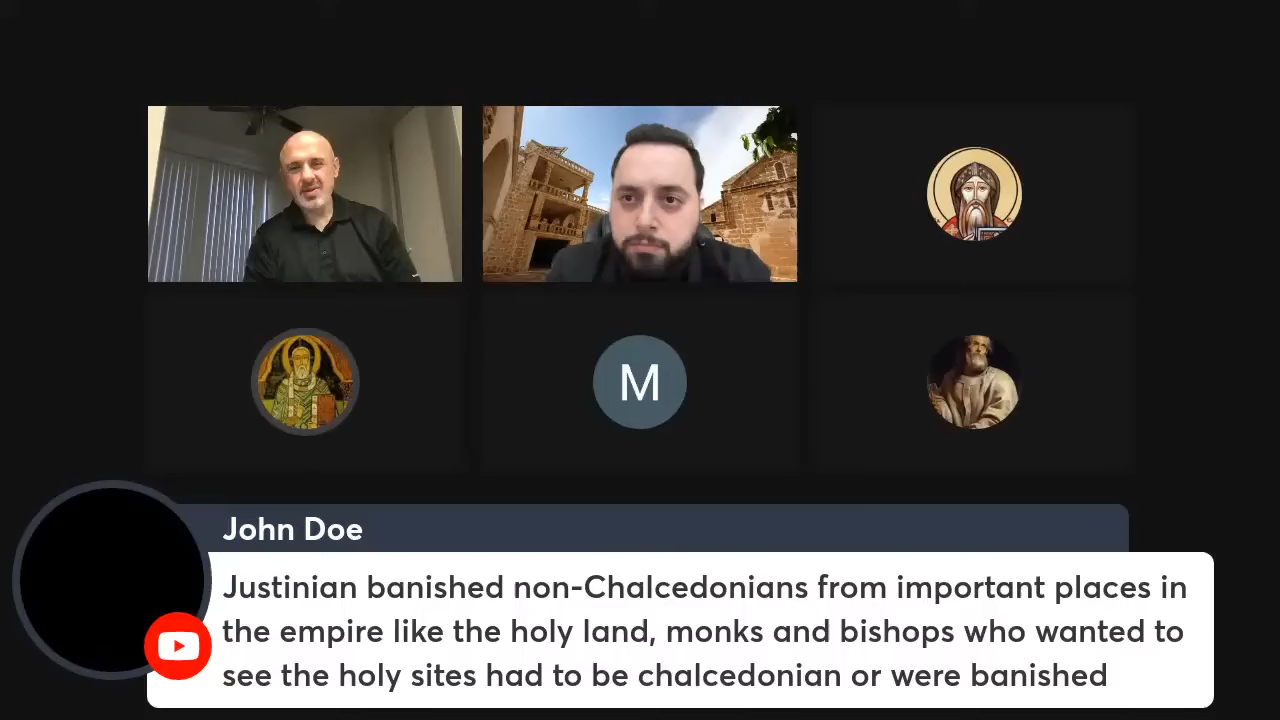 M
John Doe
Justinian banished non-Chalcedonians from important places in
the empire like the holy land, monks and bishops who wanted to
see the holy sites had to be chalcedonian or were banished